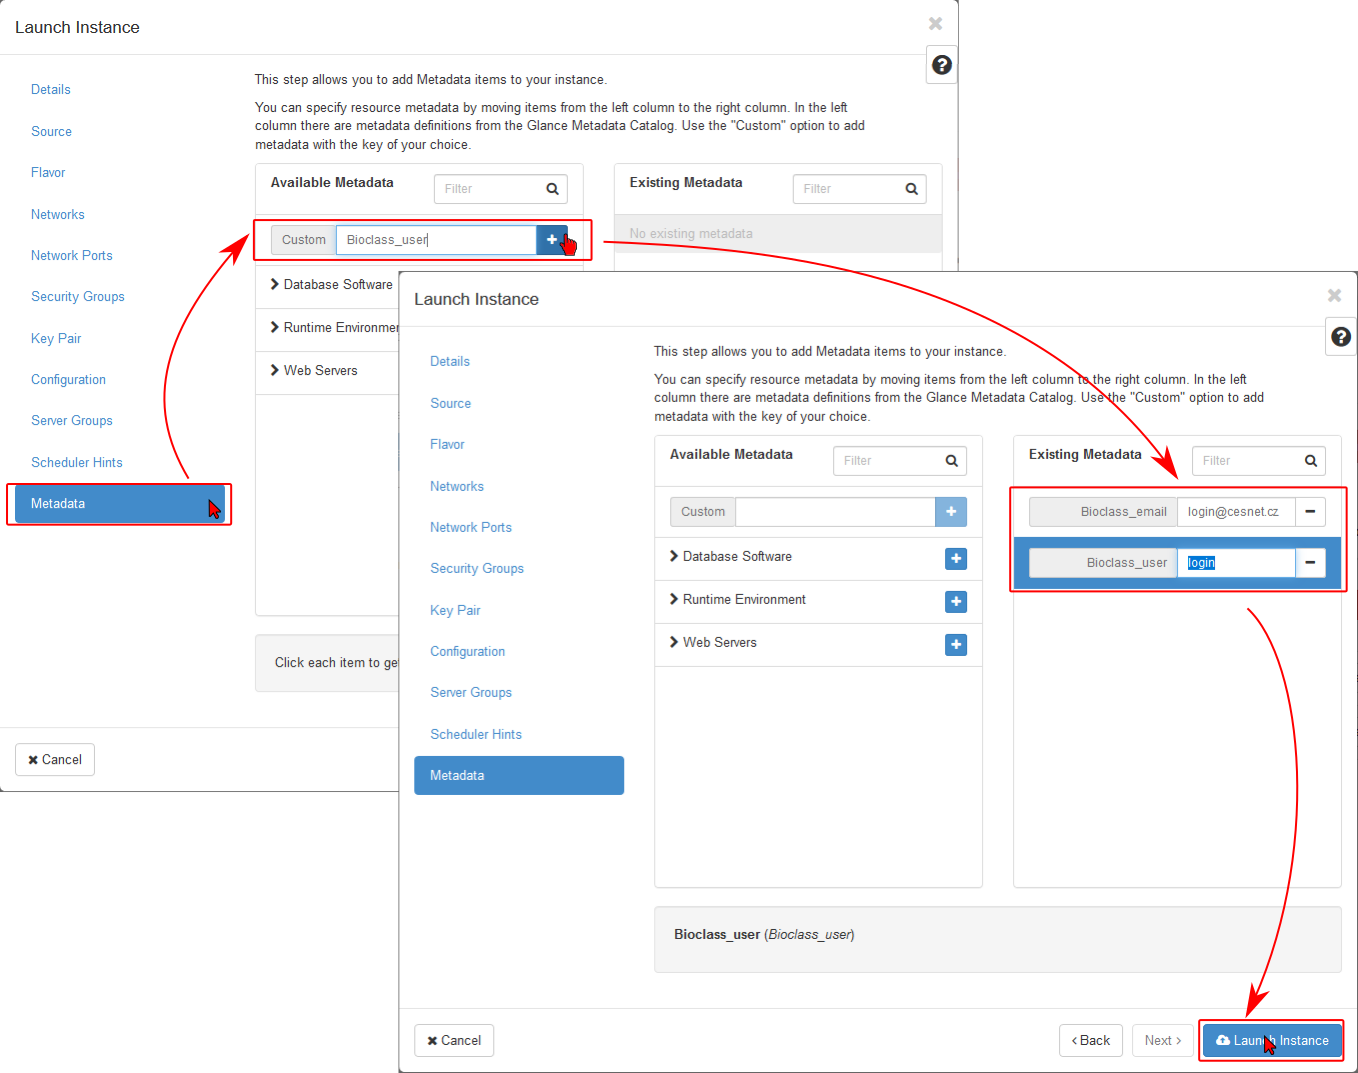 Launch Instance
Details
Source
Flavor
Networks
Network Ports
Security Groups
Key Pair
Configuration
Server Groups
Scheduler Hints
Metadata
This step allows you to add Metadata items to your instance.
You can specify resource metadata by moving items from the left column to the right column. In the left
column there are metadata definitions from the Glance Metadata Catalog. Use the "Custom" option to add
metadata with the key of your choice.
Available Metadata
Filter
Existing Metadata
Filter
Custom
Bioclass_user
No existing metadata
Database Software
Runtime Environmen
Web Servers
Click each item to get
Cancel
Launch Instance
Details
Source
Flavor
Networks
Network Ports
Security Groups
Key Pair
Configuration
Server Groups
Scheduler Hints
Metadata
This step allows you to add Metadata items to your instance.
You can specify resource metadata by moving items from the left column to the right column. In the left
column there are metadata definitions from the Glance Metadata Catalog. Use the "Custom" option to add
metadata with the key of your choice.
Available Metadata
Filter
Custom
Database Software
Runtime Environment
Web Servers
Existing Metadata
Filter
Bioclass_email
login@cesnet.cz
Bioclass_user
login
Bioclass_user (Bioclass_user)
Cancel
Back
Next
Launch Instance